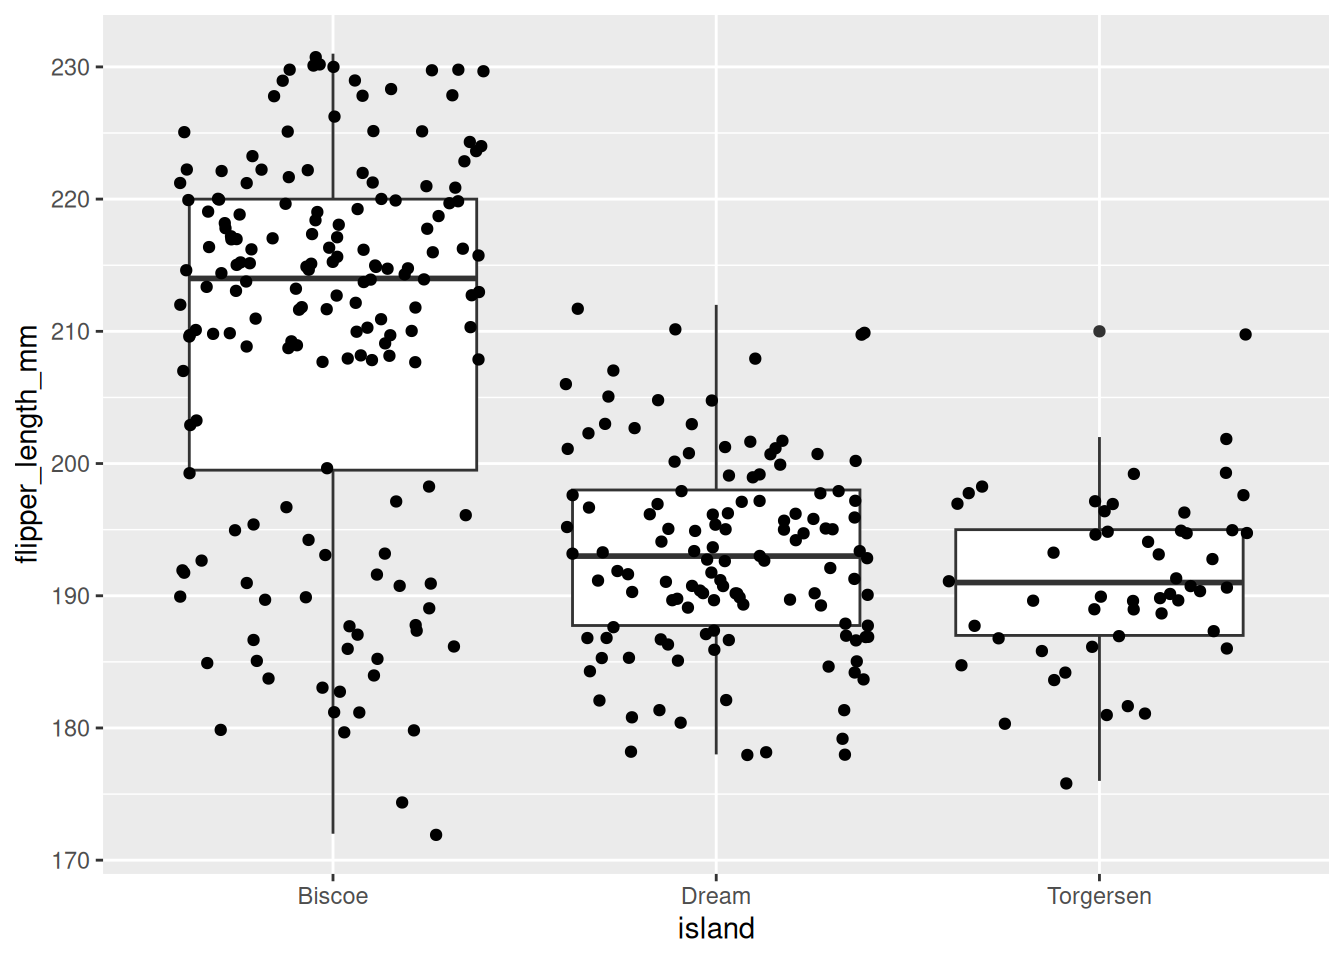 flipper_length_mm
230
220
210
200
190
180
170
Biscoe
Dream
Torgersen
island